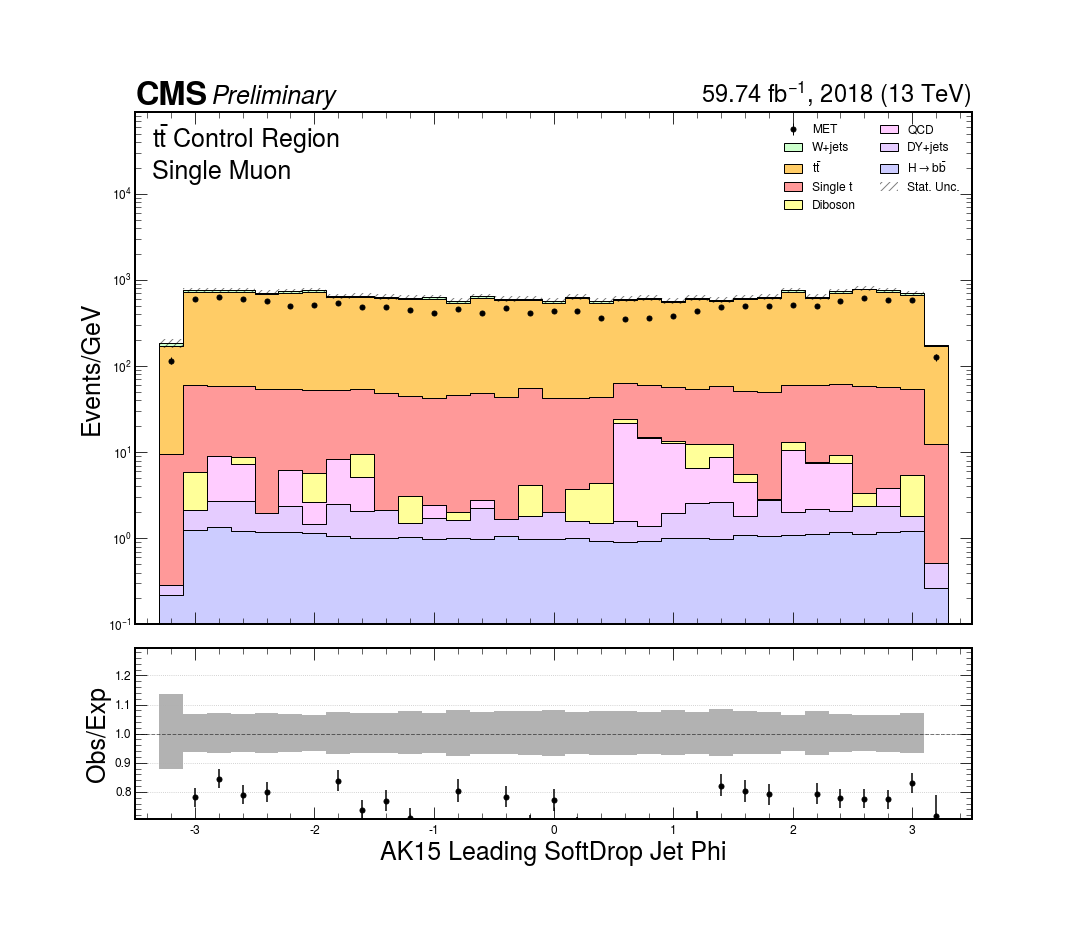 CMS Preliminary
59.74 fb⁻¹, 2018 (13 TeV)
tt̄ Control Region
Single Muon
MET
W+jets
tt̄
Single t
Diboson
QCD
DY+jets
H→bb̄
Stat. Unc.
Events/GeV
10⁴
10³
10²
10¹
10⁰
10⁻¹
Obs/Exp
1.2
1.1
1.0
0.9
0.8
-3 -2 -1 0 1 2 3
AK15 Leading SoftDrop Jet Phi